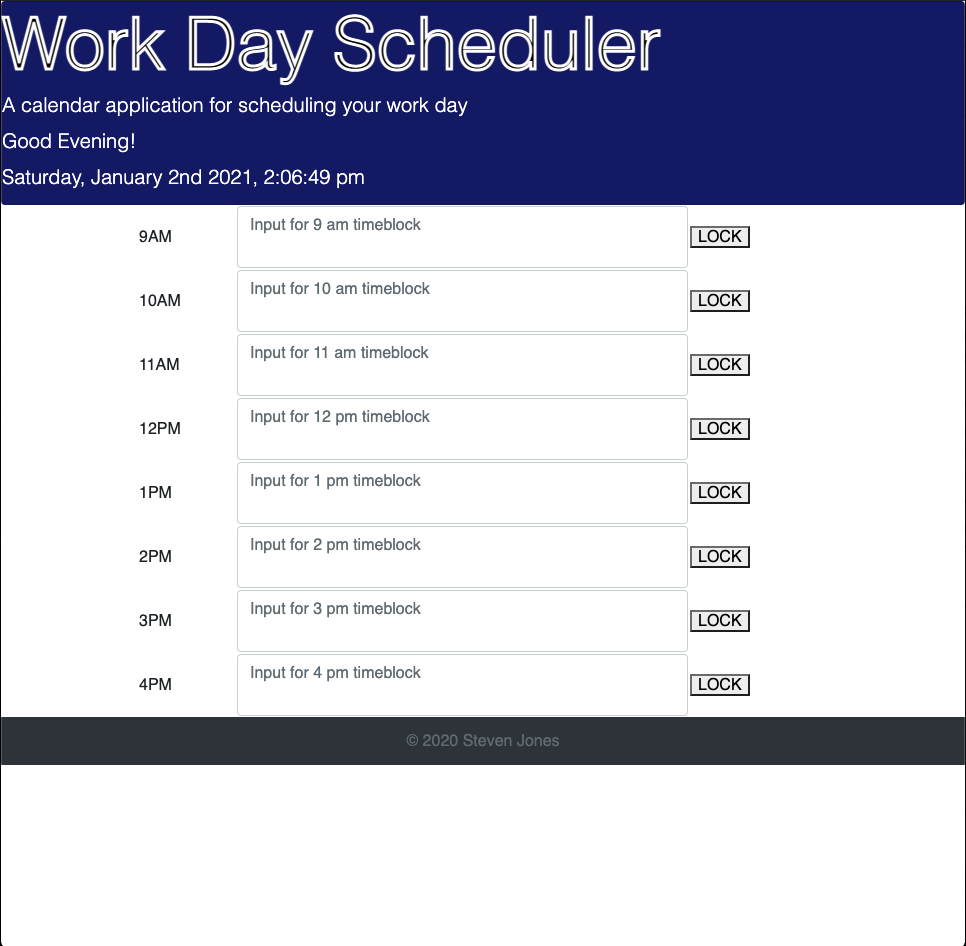 Work Day Scheduler
A calendar application for scheduling your work day
Good Evening!
Saturday, January 2nd 2021, 2:06:49 pm
9AM Input for 9 am timeblock LOCK
10AM Input for 10 am timeblock LOCK
11AM Input for 11 am timeblock LOCK
12PM Input for 12 pm timeblock LOCK
1PM Input for 1 pm timeblock LOCK
2PM Input for 2 pm timeblock LOCK
3PM Input for 3 pm timeblock LOCK
4PM Input for 4 pm timeblock LOCK
© 2020 Steven Jones